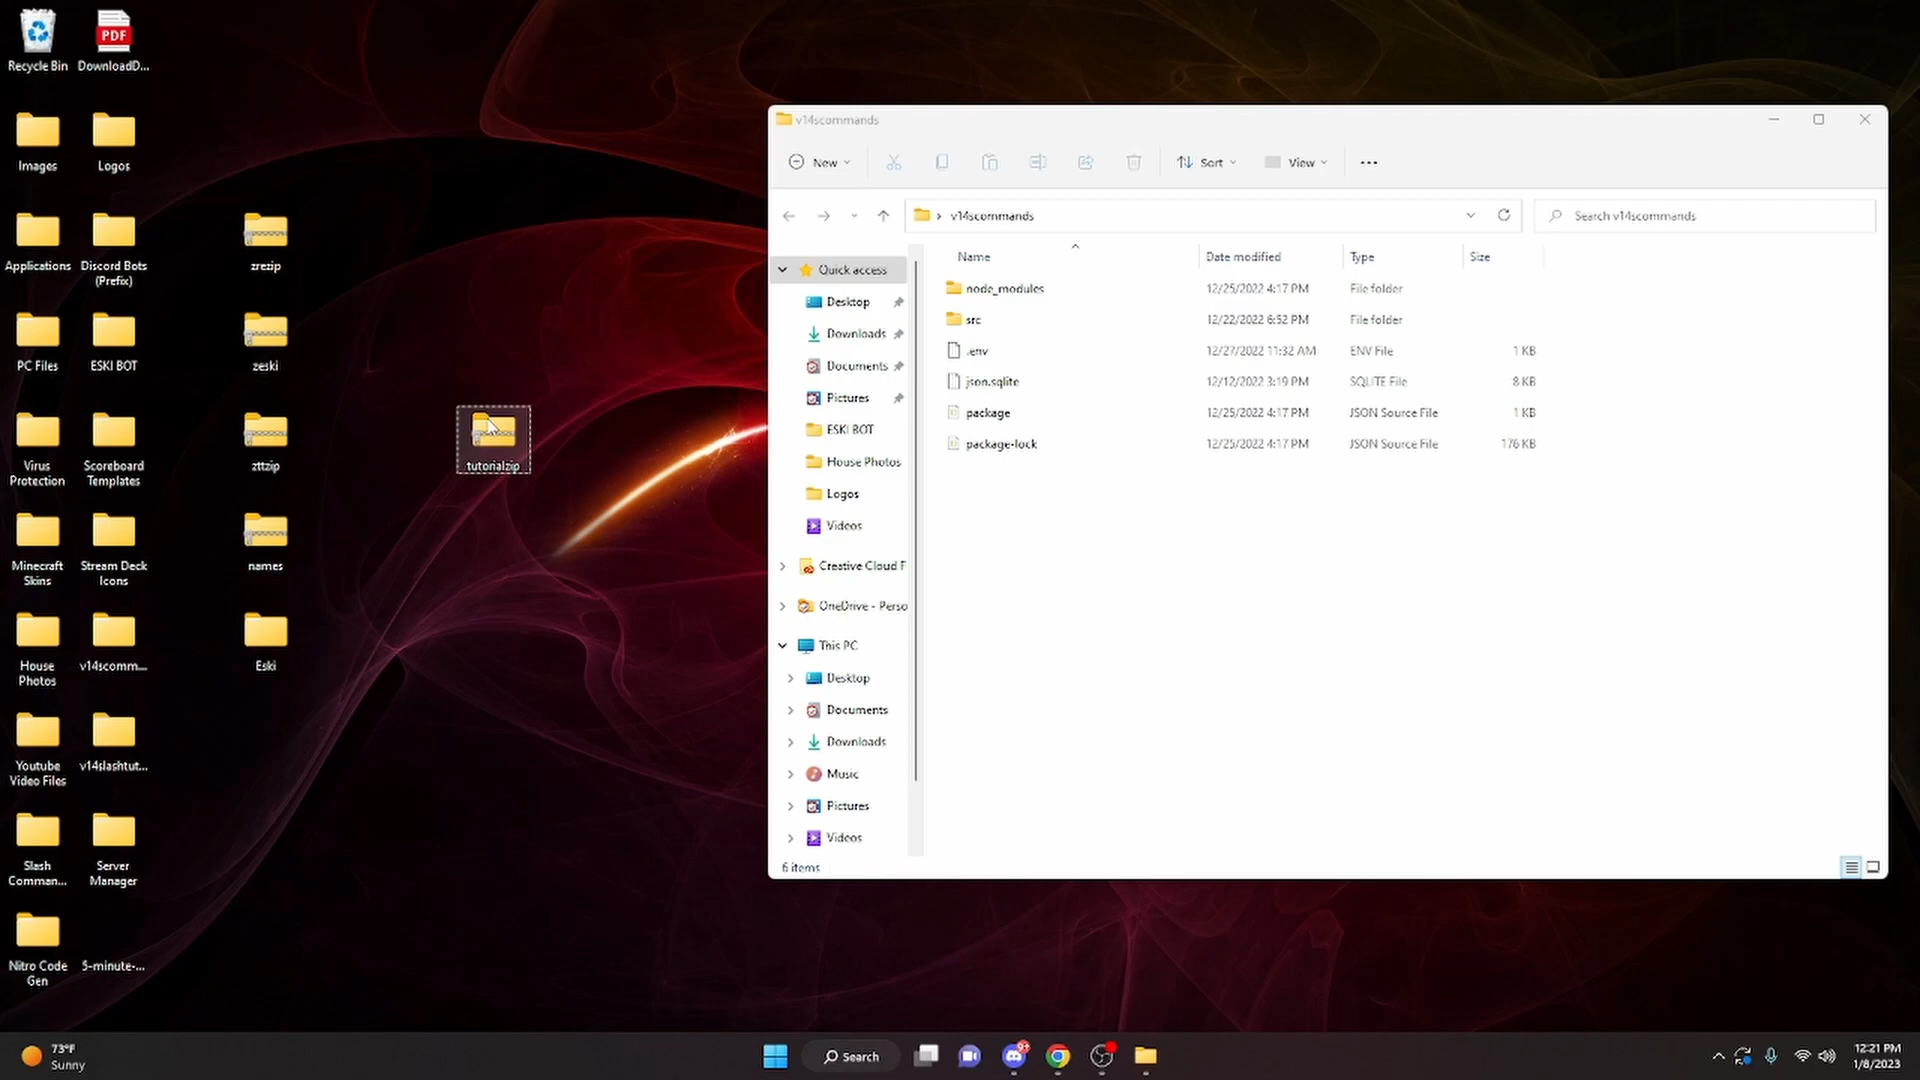 Recycle Bin
DownloadD...
Images
Logos
Applications
Discord Bots
(Prefix)
zrezip
PC Files
ESKI BOT
zeski
Virus
Protection
Scoreboard
Templates
zttzip
tutorialzip
Minecraft
Skins
Stream Deck
Icons
names
House
Photos
v14scomm...
Eski
Youtube
Video Files
v14slashtut...
Slash
Comman...
Server
Manager
Nitro Code
Gen
5-minute-...
PDF
v14scommands
New
Sort
View
v14scommands
Search v14scommands
Name
Date modified
Type
Size
node_modules 12/25/2022 4:17 PM File folder
src 12/22/2022 6:52 PM File folder
.env 12/27/2022 11:32 AM ENV File 1 KB
json.sqlite 12/12/2022 3:19 PM SQLITE File 8 KB
package 12/25/2022 4:17 PM JSON Source File 1 KB
package-lock 12/25/2022 4:17 PM JSON Source File 176 KB
Quick access
Desktop
Downloads
Documents
Pictures
ESKI BOT
House Photos
Logos
Videos
Creative Cloud F
OneDrive - Perso
This PC
Desktop
Documents
Downloads
Music
Pictures
Videos
6 items
73°F
Sunny
Search
9+
12:21 PM
1/8/2023